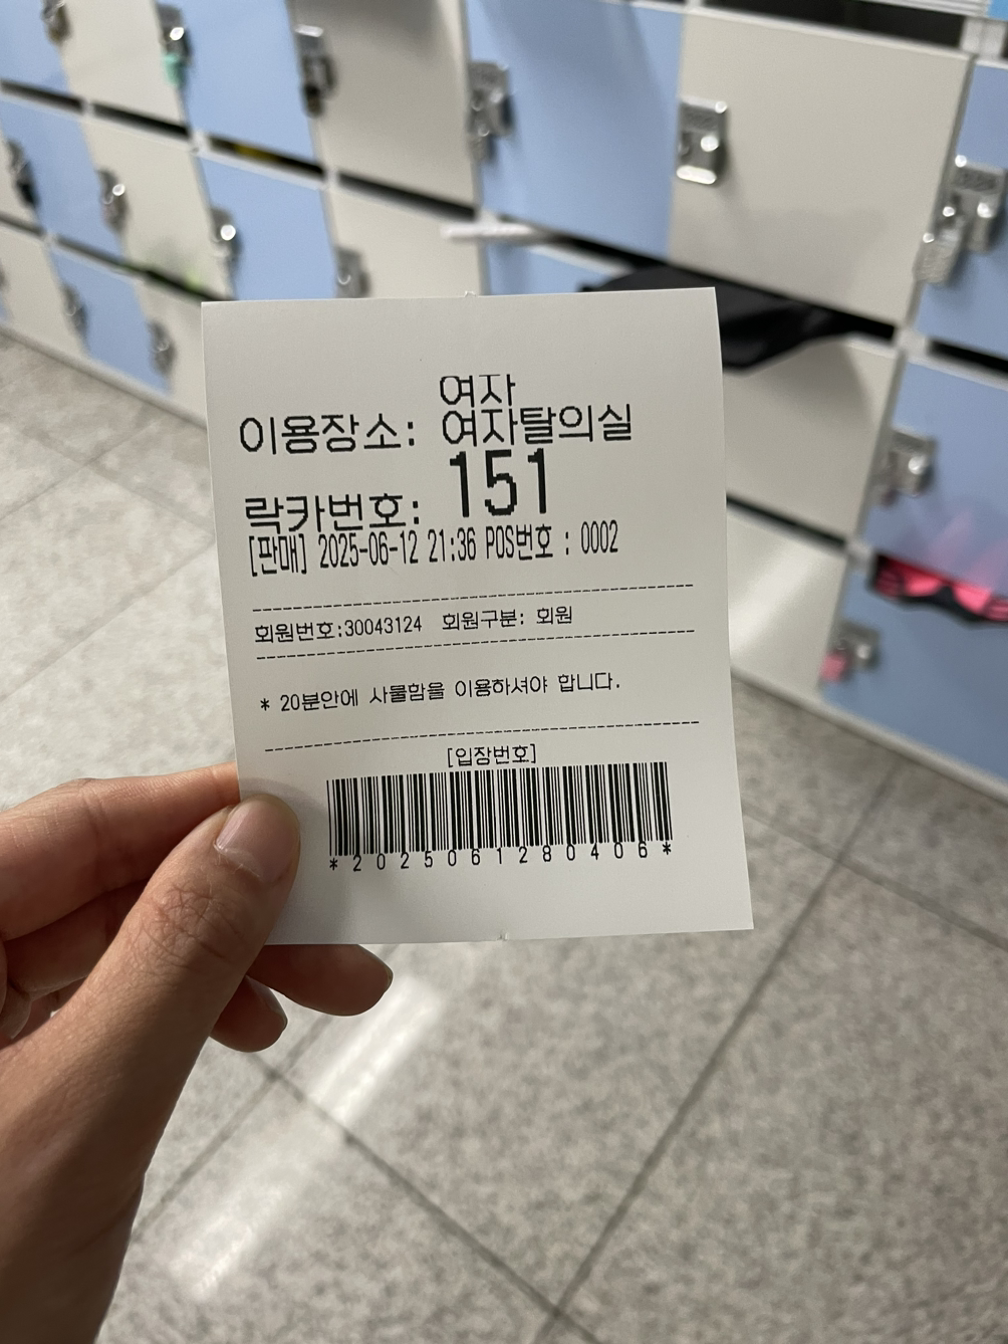 여자
이용장소: 여자탈의실
락카번호: 151
[판매] 2025-06-12 21:36 POS번호 : 0002
회원번호:30043124 회원구분: 회원
* 20분안에 사물함을 이용하셔야 합니다.
[입장번호]
*2025061280406*